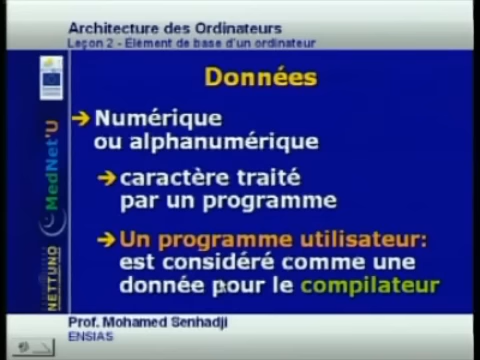 Architecture des Ordinateurs
Leçon 2 - Élement de base d'un ordinateur
Données
Numérique
ou alphanumérique
caractère traité
par un programme
Un programme utilisateur:
est considéré comme une
donnée pour le compilateur
MedNet'U
NETTUNO
Prof. Mohamed Senhadji
ENSIAS